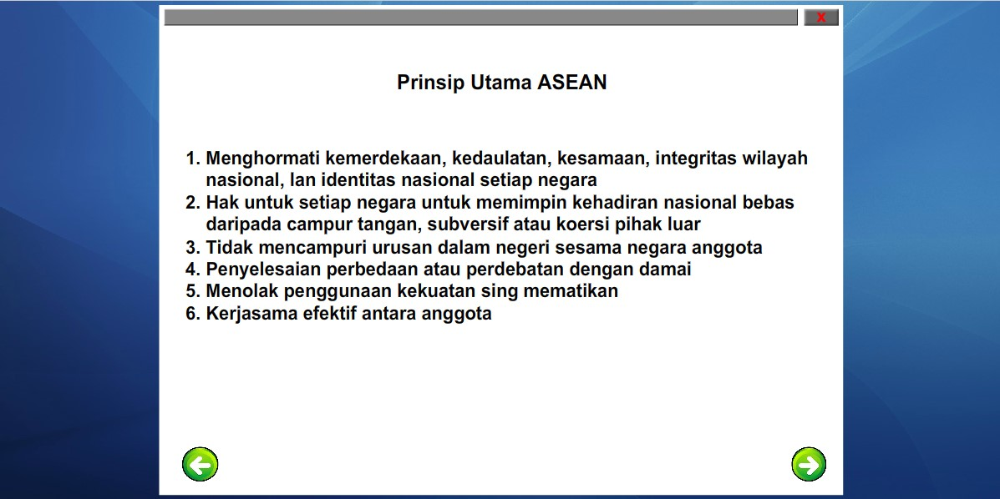 X
Prinsip Utama ASEAN
1. Menghormati kemerdekaan, kedaulatan, kesamaan, integritas wilayah
nasional, lan identitas nasional setiap negara
2. Hak untuk setiap negara untuk memimpin kehadiran nasional bebas
daripada campur tangan, subversif atau koersi pihak luar
3. Tidak mencampuri urusan dalam negeri sesama negara anggota
4. Penyelesaian perbedaan atau perdebatan dengan damai
5. Menolak penggunaan kekuatan sing mematikan
6. Kerjasama efektif antara anggota